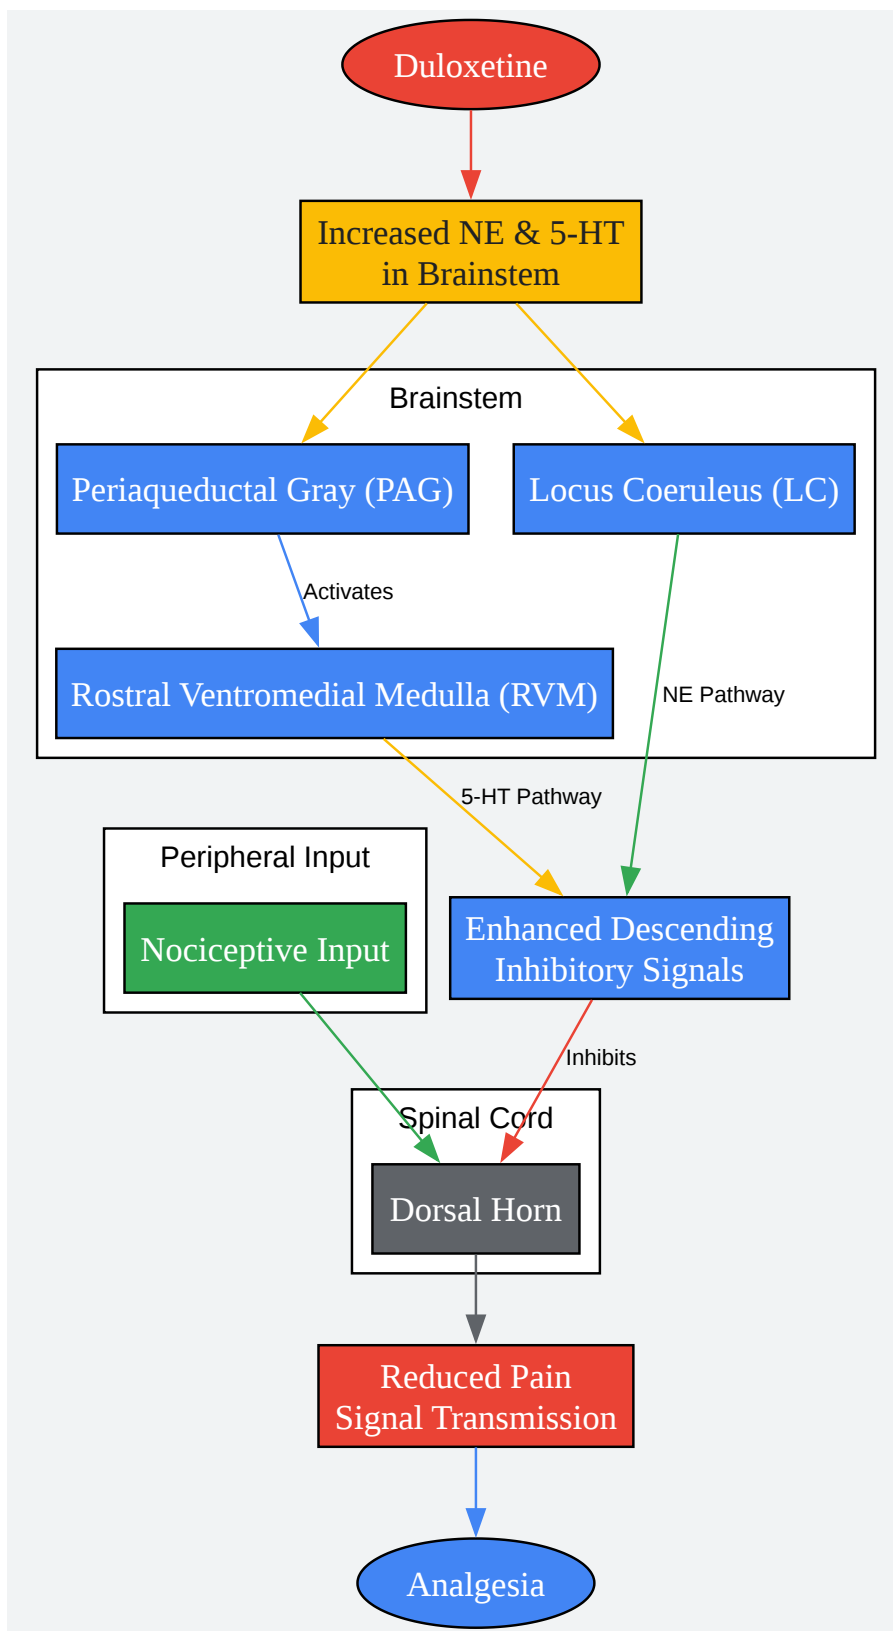 Duloxetine
Increased NE & 5-HT
in Brainstem
Brainstem
Periaqueductal Gray (PAG)
Locus Coeruleus (LC)
Activates
Rostral Ventromedial Medulla (RVM)
NE Pathway
5-HT Pathway
Peripheral Input
Nociceptive Input
Enhanced Descending
Inhibitory Signals
Inhibits
Spinal Cord
Dorsal Horn
Reduced Pain
Signal Transmission
Analgesia